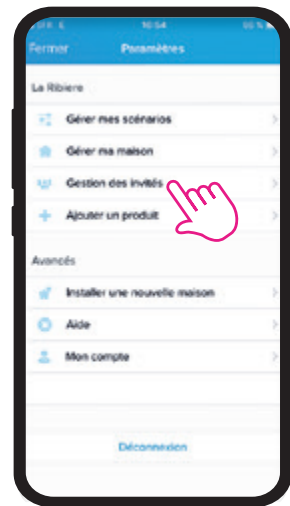 SFR 10:54
Fermer Paramètres
La Ribiere
Gérer mes scénarios
Gérer ma maison
Gestion des invités
Ajouter un produit
Avancés
Installer une nouvelle maison
Aide
Mon compte
Déconnexion